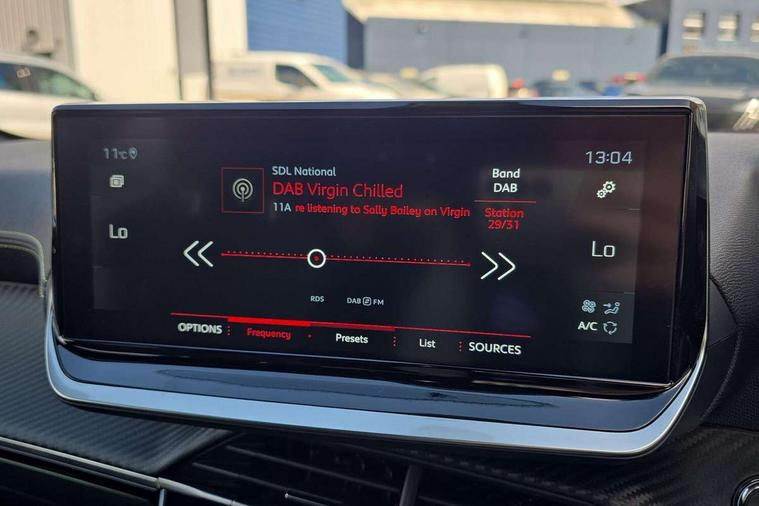 11°C
13:04
SDL National
DAB Virgin Chilled
11A re listening to Sally Bailey on Virgin
Band
DAB
Station
29/31
Lo
Lo
RDS
DAB FM
A/C
OPTIONS
Frequency
Presets
List
SOURCES